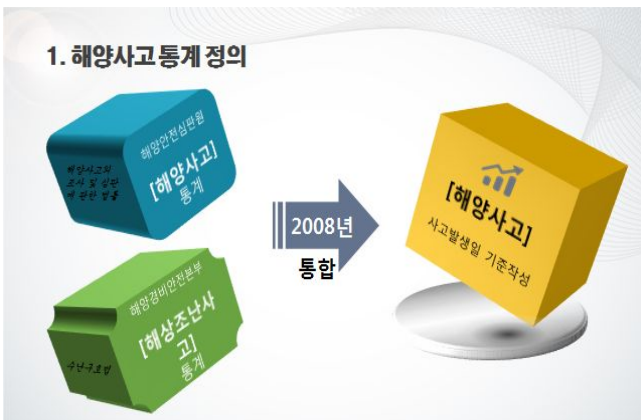 1. 해양사고 통계 정의
해양사고의
조사 및 심판
에 관한 법률
해양안전심판원
[해양사고]
통계
수난구호법
해양경비안전본부
[해상조난사
고]
통계
2008년
통합
[해양사고]
사고발생일 기준작성